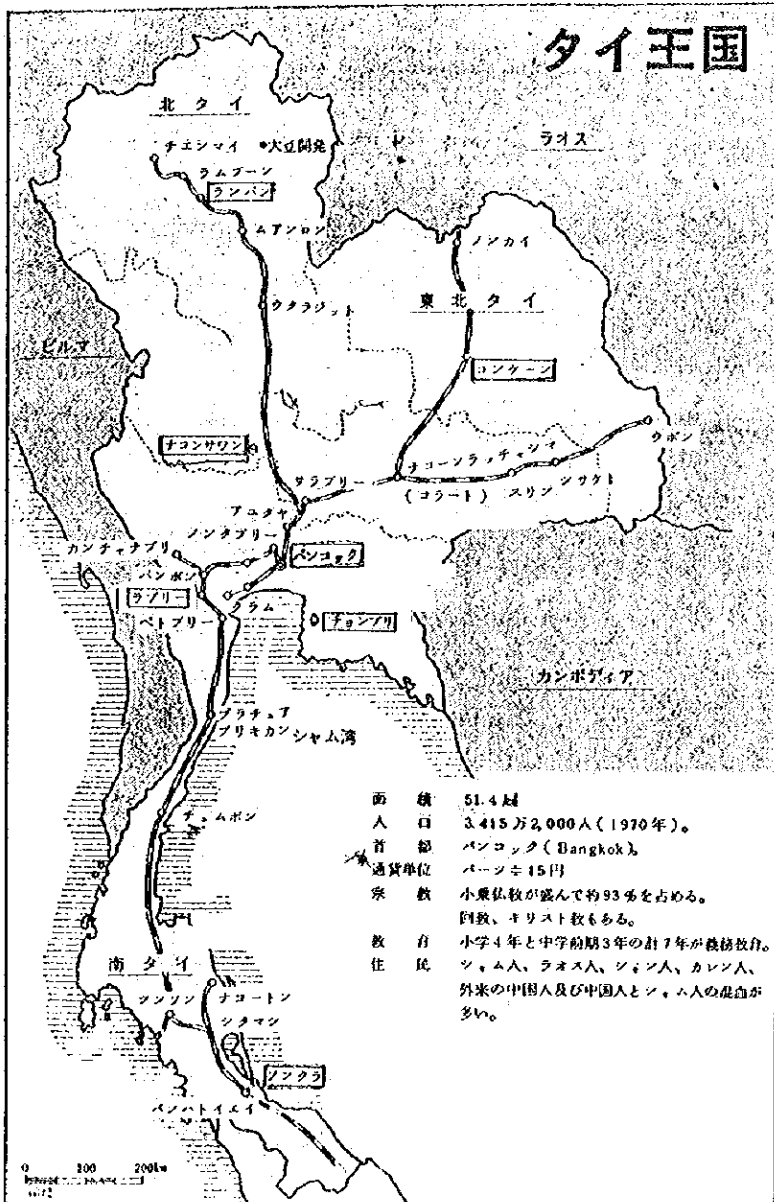 タイ王国
北タイ
チエンマイ
大豆開発
ラオス
ラムブーン
ランパン
ムアンロン
ノンカイ
ウタラジット
東北タイ
ビルマ
コンケーン
ナコンサワン
ウボン
サラブリー
ナコーンラッチャシマ
(コラート)
スリン
シサケト
アユタヤ
ノンタブリー
カンチャナブリ
バンコック
バンポン
ラブリー
クラム
ペトブリー
チョンブリ
カンボディア
プラチュア
プリキカン
シャム湾
チュムポン
面積 51.4㎢
人口 3,415万2,000人(1970年)。
首都 バンコック(Bangkok)。
通貨単位 バーツ≑15円
宗教 小乗仏教が盛んで約93%を占める。
回教、キリスト教もある。
教育 小学4年と中学前期3年の計7年が義務教育。
住民 シャム人、ラオス人、シャン人、カレン人、
外来の中国人及び中国人とシャム人の混血が
多い。
南タイ
ツンソン
ナコートン
シタマシ
ソンクラ
バンハトイエイ
0 100 200km